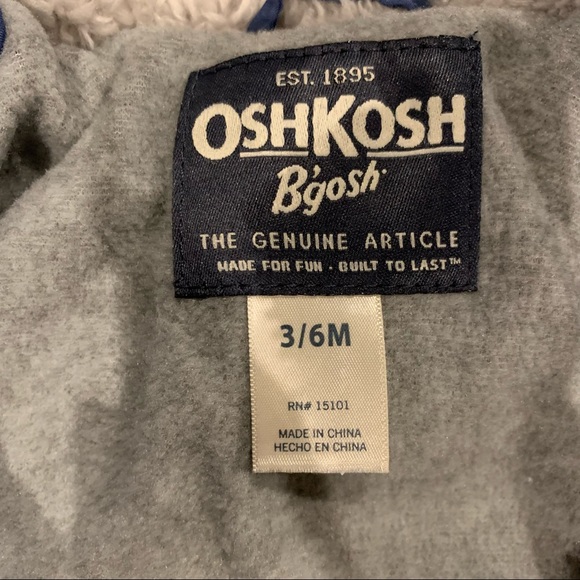 EST. 1895
OSHKOSH
B'gosh
THE GENUINE ARTICLE
MADE FOR FUN · BUILT TO LAST™
3/6M
RN# 15101
MADE IN CHINA
HECHO EN CHINA